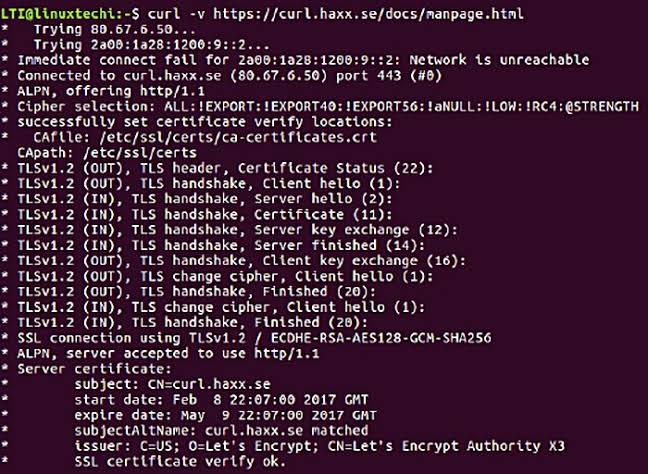 LTI@linuxtechi:~$ curl -v https://curl.haxx.se/docs/manpage.html
*   Trying 80.67.6.50...
*   Trying 2a00:1a28:1200:9::2...
* Immediate connect fail for 2a00:1a28:1200:9::2: Network is unreachable
* Connected to curl.haxx.se (80.67.6.50) port 443 (#0)
* ALPN, offering http/1.1
* Cipher selection: ALL:!EXPORT:!EXPORT40:!EXPORT56:!aNULL:!LOW:!RC4:@STRENGTH
* successfully set certificate verify locations:
*   CAfile: /etc/ssl/certs/ca-certificates.crt
  CApath: /etc/ssl/certs
* TLSv1.2 (OUT), TLS header, Certificate Status (22):
* TLSv1.2 (OUT), TLS handshake, Client hello (1):
* TLSv1.2 (IN), TLS handshake, Server hello (2):
* TLSv1.2 (IN), TLS handshake, Certificate (11):
* TLSv1.2 (IN), TLS handshake, Server key exchange (12):
* TLSv1.2 (IN), TLS handshake, Server finished (14):
* TLSv1.2 (OUT), TLS handshake, Client key exchange (16):
* TLSv1.2 (OUT), TLS change cipher, Client hello (1):
* TLSv1.2 (OUT), TLS handshake, Finished (20):
* TLSv1.2 (IN), TLS change cipher, Client hello (1):
* TLSv1.2 (IN), TLS handshake, Finished (20):
* SSL connection using TLSv1.2 / ECDHE-RSA-AES128-GCM-SHA256
* ALPN, server accepted to use http/1.1
* Server certificate:
*        subject: CN=curl.haxx.se
*        start date: Feb  8 22:07:00 2017 GMT
*        expire date: May  9 22:07:00 2017 GMT
*        subjectAltName: curl.haxx.se matched
*        issuer: C=US; O=Let's Encrypt; CN=Let's Encrypt Authority X3
*        SSL certificate verify ok.